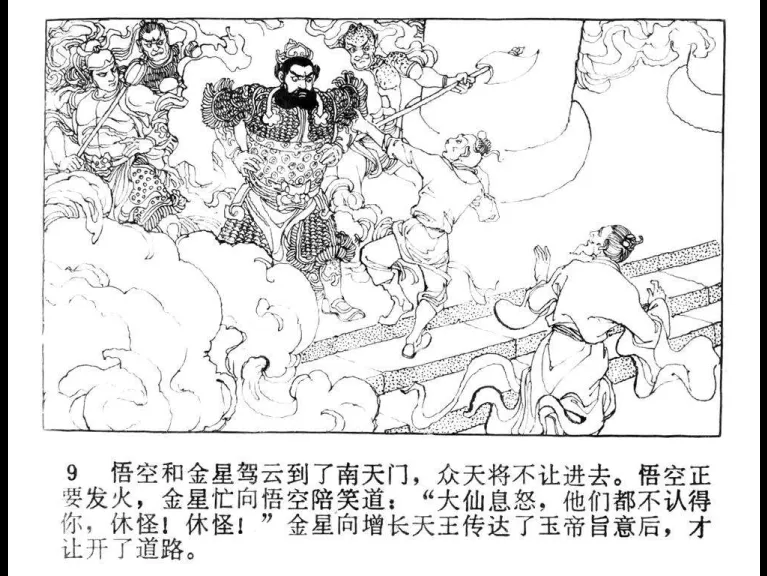 9 悟空和金星驾云到了南天门，众天将不让进去。悟空正
要发火，金星忙向悟空陪笑道：“大仙息怒，他们都不认得
你，休怪！休怪！”金星向增长天王传达了玉帝旨意后，才
让开了道路。